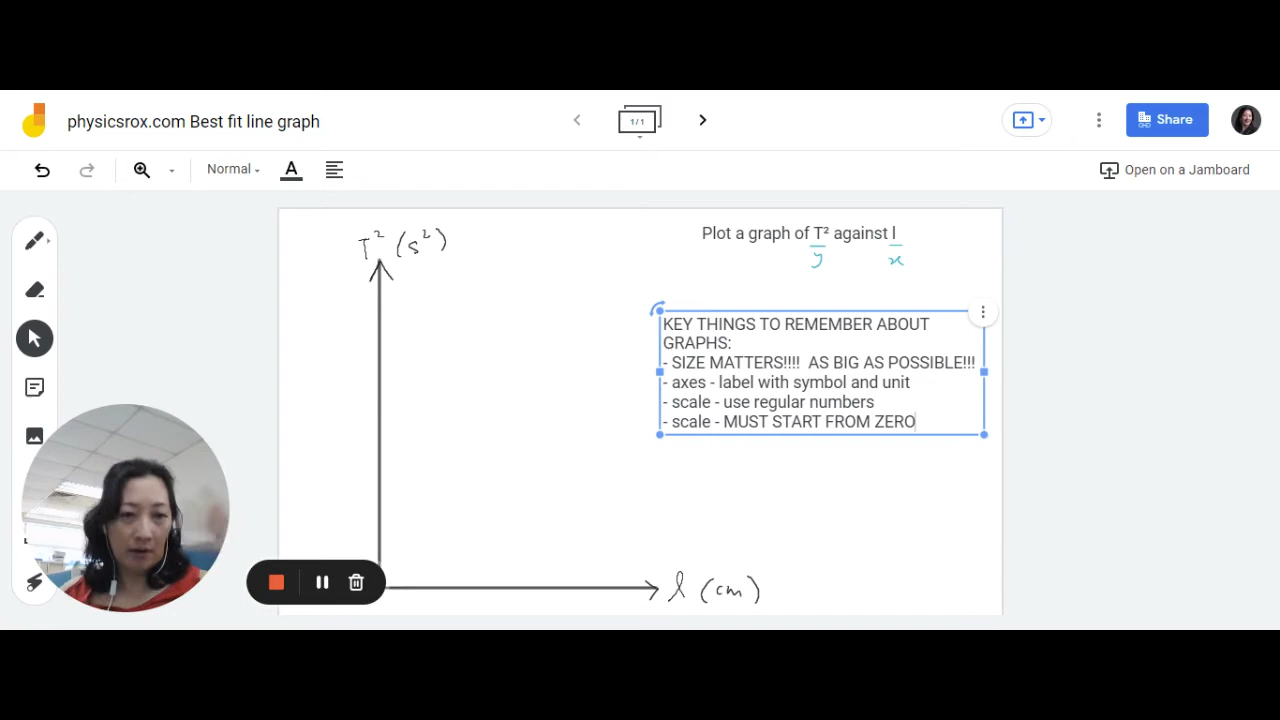 physicsrox.com Best fit line graph
1/1
Share
Normal
A
Open on a Jamboard
T² (s²)
Plot a graph of T² against l
y x
KEY THINGS TO REMEMBER ABOUT
GRAPHS:
- SIZE MATTERS!!!! AS BIG AS POSSIBLE!!!
- axes - label with symbol and unit
- scale - use regular numbers
- scale - MUST START FROM ZERO
l (cm)